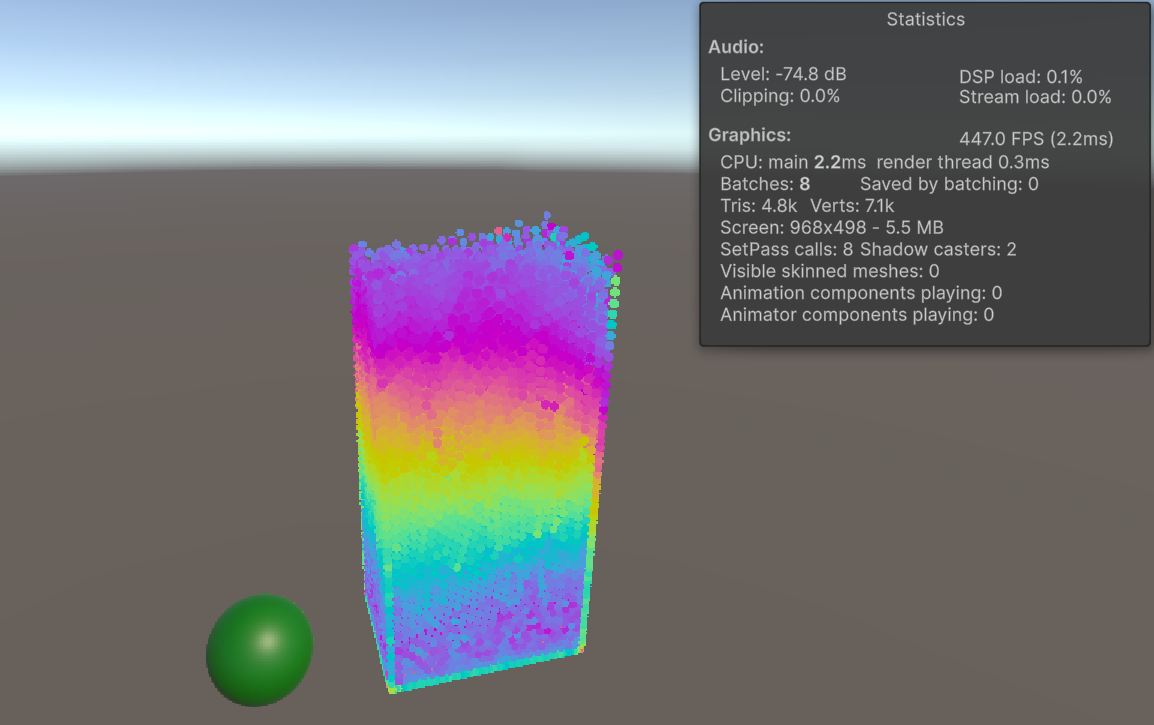 Statistics
Audio:
Level: -74.8 dB DSP load: 0.1%
Clipping: 0.0% Stream load: 0.0%
Graphics: 447.0 FPS (2.2ms)
CPU: main 2.2ms render thread 0.3ms
Batches: 8 Saved by batching: 0
Tris: 4.8k Verts: 7.1k
Screen: 968x498 - 5.5 MB
SetPass calls: 8 Shadow casters: 2
Visible skinned meshes: 0
Animation components playing: 0
Animator components playing: 0